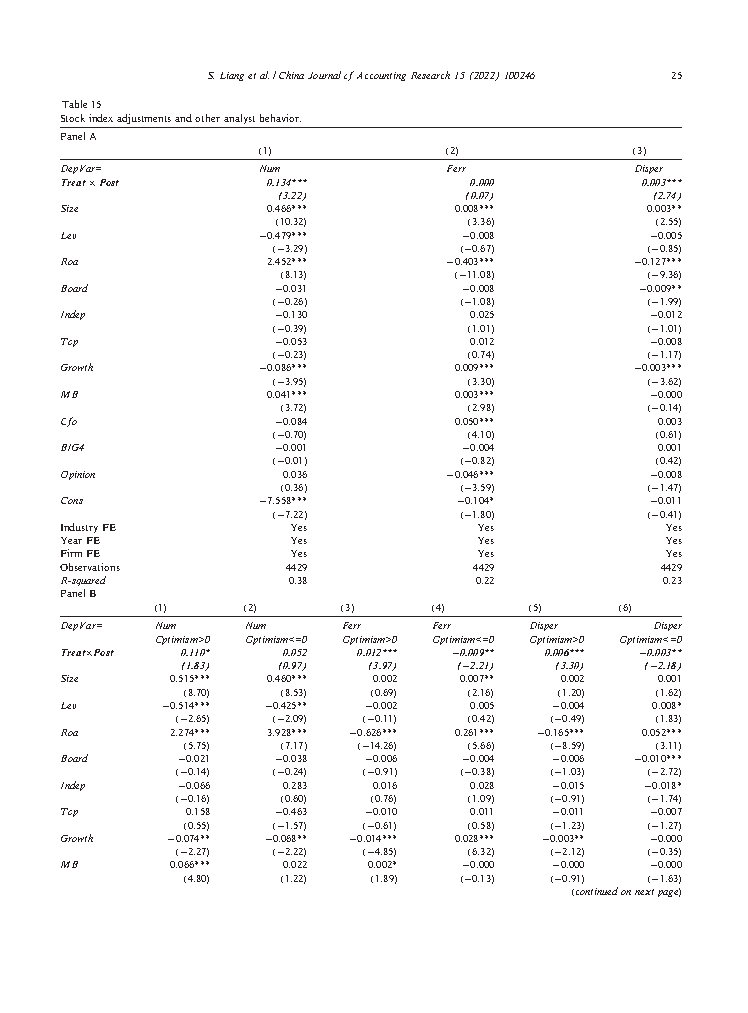 S. Liang et al. / China Journal of Accounting Research 15 (2022) 100246 25
Table 15
Stock index adjustments and other analyst behavior.
Panel A
(1) (2) (3)
DepVar= Num Ferr Disper
Treat × Post 0.134*** 0.000 0.003***
(3.22) (0.07) (2.74)
Size 0.466*** 0.008*** 0.003**
(10.32) (3.36) (2.55)
Lev −0.479*** −0.008 −0.005
(−3.29) (−0.67) (−0.85)
Roa 2.452*** −0.403*** −0.127***
(8.13) (−11.08) (−9.36)
Board −0.031 −0.008 −0.009**
(−0.26) (−1.08) (−1.99)
Indep −0.130 0.025 −0.012
(−0.39) (1.01) (−1.01)
Top −0.053 0.012 −0.008
(−0.23) (0.74) (−1.17)
Growth −0.086*** 0.009*** −0.003***
(−3.95) (3.30) (−3.62)
MB 0.041*** 0.003*** −0.000
(3.72) (2.98) (−0.14)
Cfo −0.084 0.050*** 0.003
(−0.70) (4.10) (0.61)
BIG4 −0.001 −0.004 0.001
(−0.01) (−0.82) (0.42)
Opinion 0.036 −0.046*** −0.008
(0.36) (−3.59) (−1.47)
Cons −7.558*** −0.104* −0.011
(−7.22) (−1.80) (−0.41)
Industry FE Yes Yes Yes
Year FE Yes Yes Yes
Firm FE Yes Yes Yes
Observations 4429 4429 4429
R-squared 0.38 0.22 0.23
Panel B
(1) (2) (3) (4) (5) (6)
DepVar= Num Num Ferr Ferr Disper Disper
Optimism>0 Optimism<=0 Optimism>0 Optimism<=0 Optimism>0 Optimism<=0
Treat×Post 0.110* 0.052 0.012*** −0.009** 0.006*** −0.003**
(1.83) (0.97) (3.97) (−2.21) (3.30) (−2.18)
Size 0.515*** 0.460*** 0.002 0.007** 0.002 0.001
(8.70) (8.53) (0.69) (2.16) (1.20) (1.62)
Lev −0.514*** −0.425** −0.002 0.005 −0.004 0.008*
(−2.65) (−2.09) (−0.11) (0.42) (−0.49) (1.83)
Roa 2.274*** 3.928*** −0.626*** 0.261*** −0.165*** 0.052***
(5.75) (7.17) (−14.26) (5.66) (−8.59) (3.11)
Board −0.021 −0.038 −0.006 −0.004 −0.006 −0.010***
(−0.14) (−0.24) (−0.91) (−0.38) (−1.03) (−2.72)
Indep −0.066 0.283 0.016 0.028 −0.015 −0.018*
(−0.16) (0.60) (0.76) (1.09) (−0.91) (−1.74)
Top 0.158 −0.463 −0.010 0.011 −0.011 −0.007
(0.55) (−1.57) (−0.61) (0.58) (−1.23) (−1.27)
Growth −0.074** −0.068** −0.014*** 0.028*** −0.003** −0.000
(−2.27) (−2.22) (−4.85) (6.32) (−2.12) (−0.35)
MB 0.066*** 0.022 0.002* −0.000 −0.000 −0.000
(4.80) (1.22) (1.89) (−0.13) (−0.91) (−1.63)
(continued on next page)